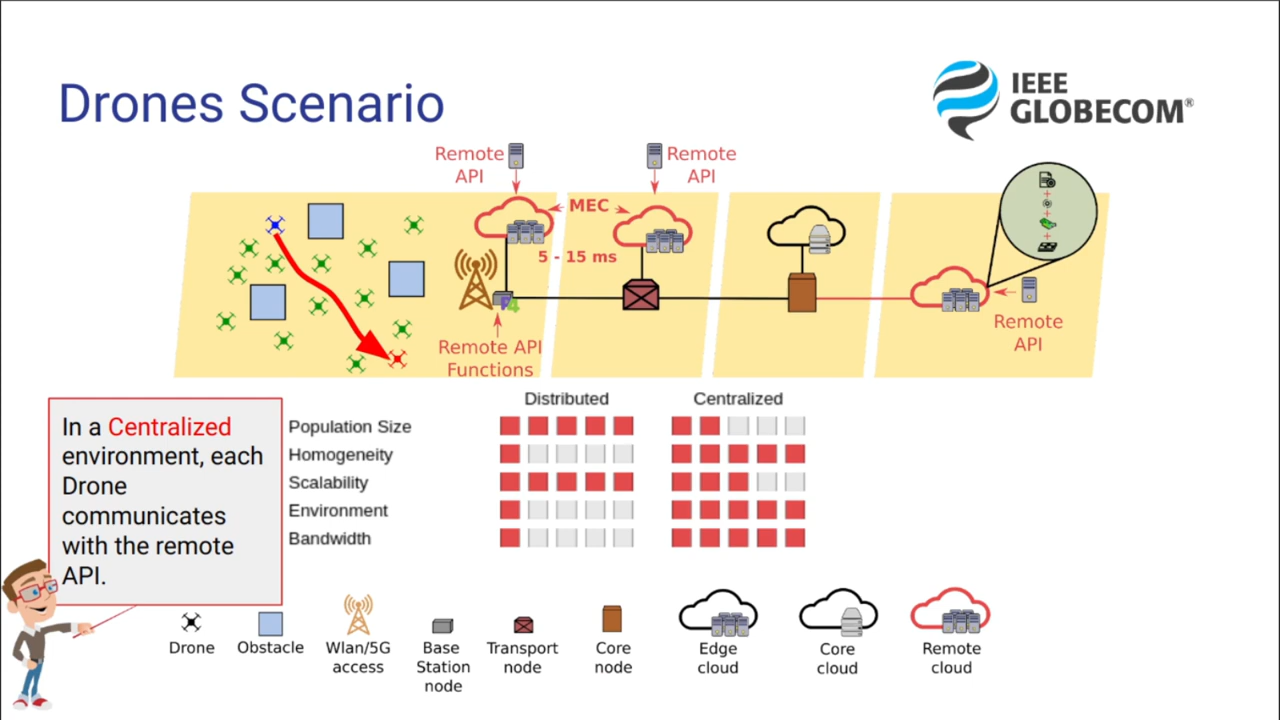 Drones Scenario
IEEE
GLOBECOM®
Remote
API
Remote
API
MEC
5 - 15 ms
P4
Remote API
Functions
Remote
API
In a Centralized
environment, each
Drone
communicates
with the remote
API.
Distributed
Centralized
Population Size
Homogeneity
Scalability
Environment
Bandwidth
Drone
Obstacle
Wlan/5G
access
Base
Station
node
Transport
node
Core
node
Edge
cloud
Core
cloud
Remote
cloud